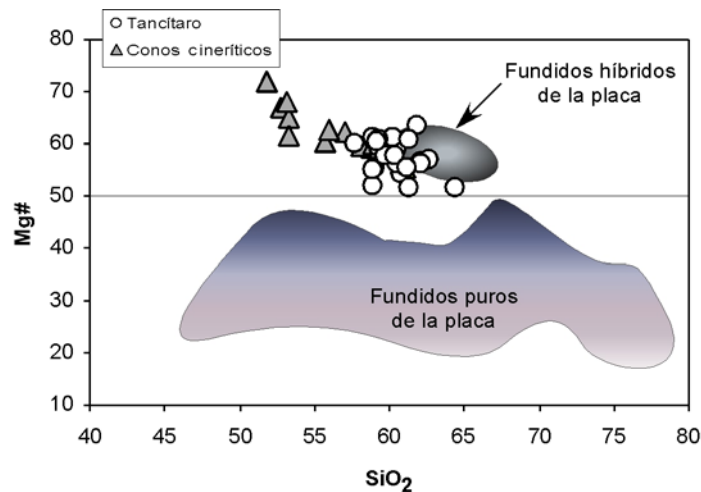 Tancítaro
Conos cineríticos
Fundidos híbridos
de la placa
Fundidos puros
de la placa
Mg#
80
70
60
50
40
30
20
10
40 45 50 55 60 65 70 75 80
SiO₂